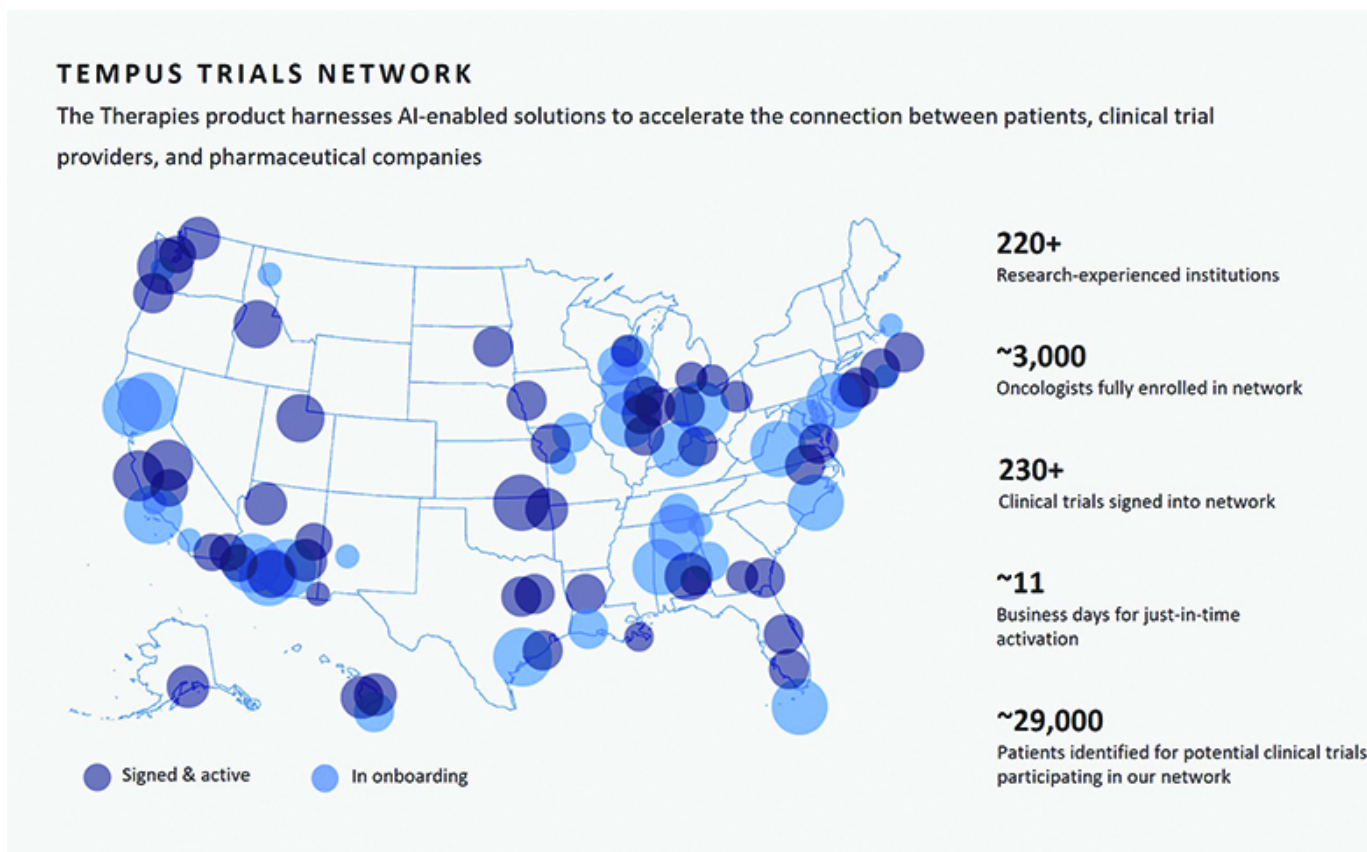 TEMPUS TRIALS NETWORK
The Therapies product harnesses AI-enabled solutions to accelerate the connection between patients, clinical trial
providers, and pharmaceutical companies
220+
Research-experienced institutions
~3,000
Oncologists fully enrolled in network
230+
Clinical trials signed into network
~11
Business days for just-in-time
activation
~29,000
Patients identified for potential clinical trials
participating in our network
Signed & active
In onboarding